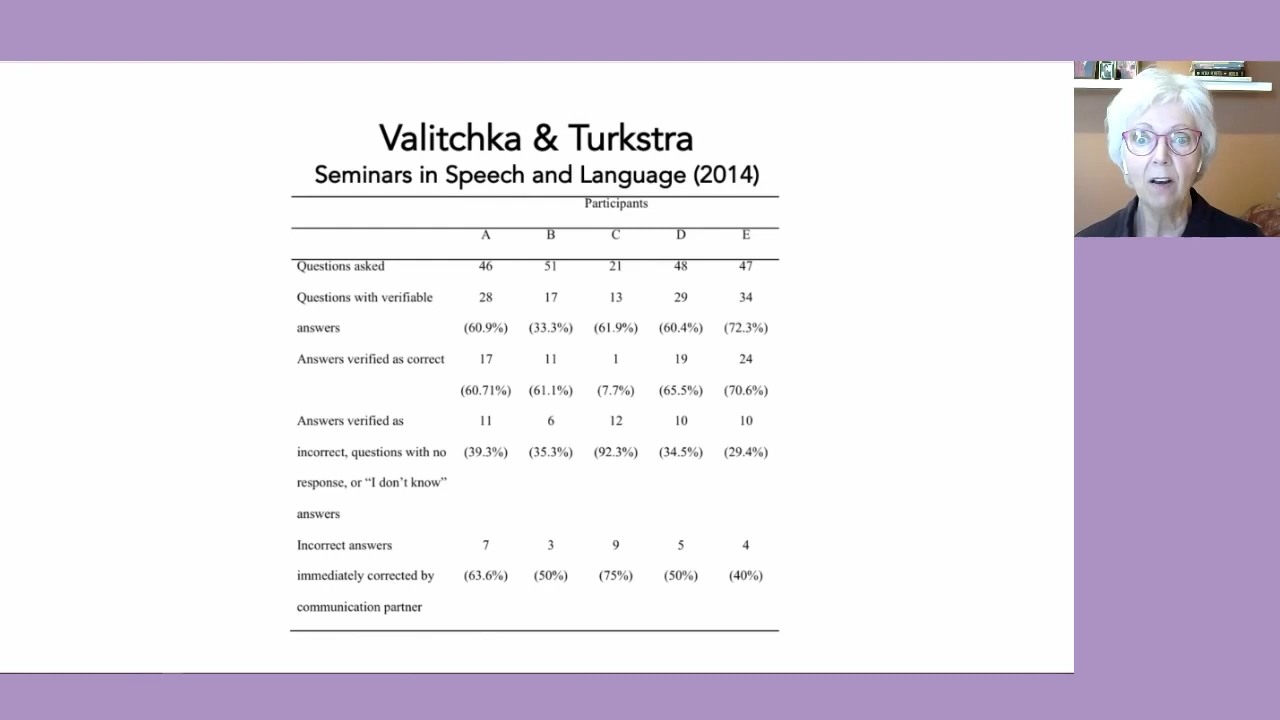 Valitchka & Turkstra
Seminars in Speech and Language (2014)
Participants
A B C D E
Questions asked 46 51 21 48 47
Questions with verifiable 28 17 13 29 34
answers (60.9%) (33.3%) (61.9%) (60.4%) (72.3%)
Answers verified as correct 17 11 1 19 24
(60.71%) (61.1%) (7.7%) (65.5%) (70.6%)
Answers verified as 11 6 12 10 10
incorrect, questions with no (39.3%) (35.3%) (92.3%) (34.5%) (29.4%)
response, or “I don’t know”
answers
Incorrect answers 7 3 9 5 4
immediately corrected by (63.6%) (50%) (75%) (50%) (40%)
communication partner